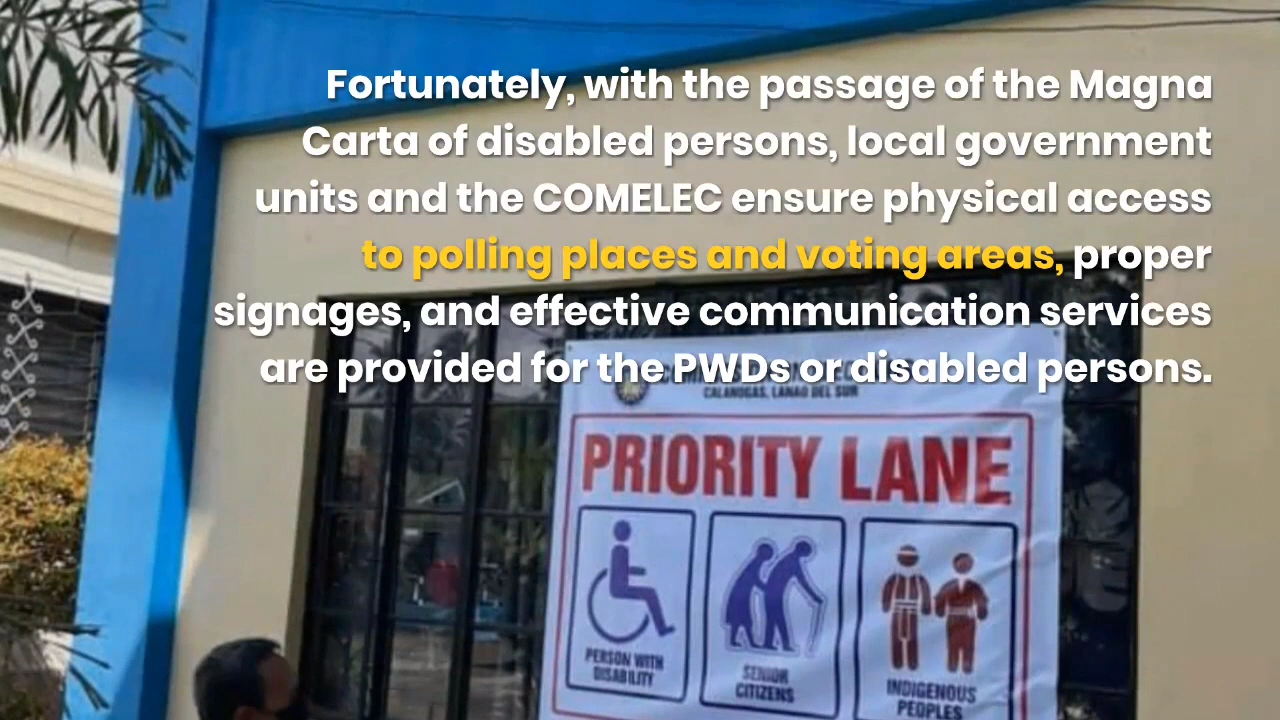 Fortunately, with the passage of the Magna
Carta of disabled persons, local government
units and the COMELEC ensure physical access
to polling places and voting areas, proper
signages, and effective communication services
are provided for the PWDs or disabled persons.
CALANOGAS, LANAO DEL SUR
PRIORITY LANE
PERSON WITH
DISABILITY
SENIOR
CITIZENS
INDIGENOUS
PEOPLES